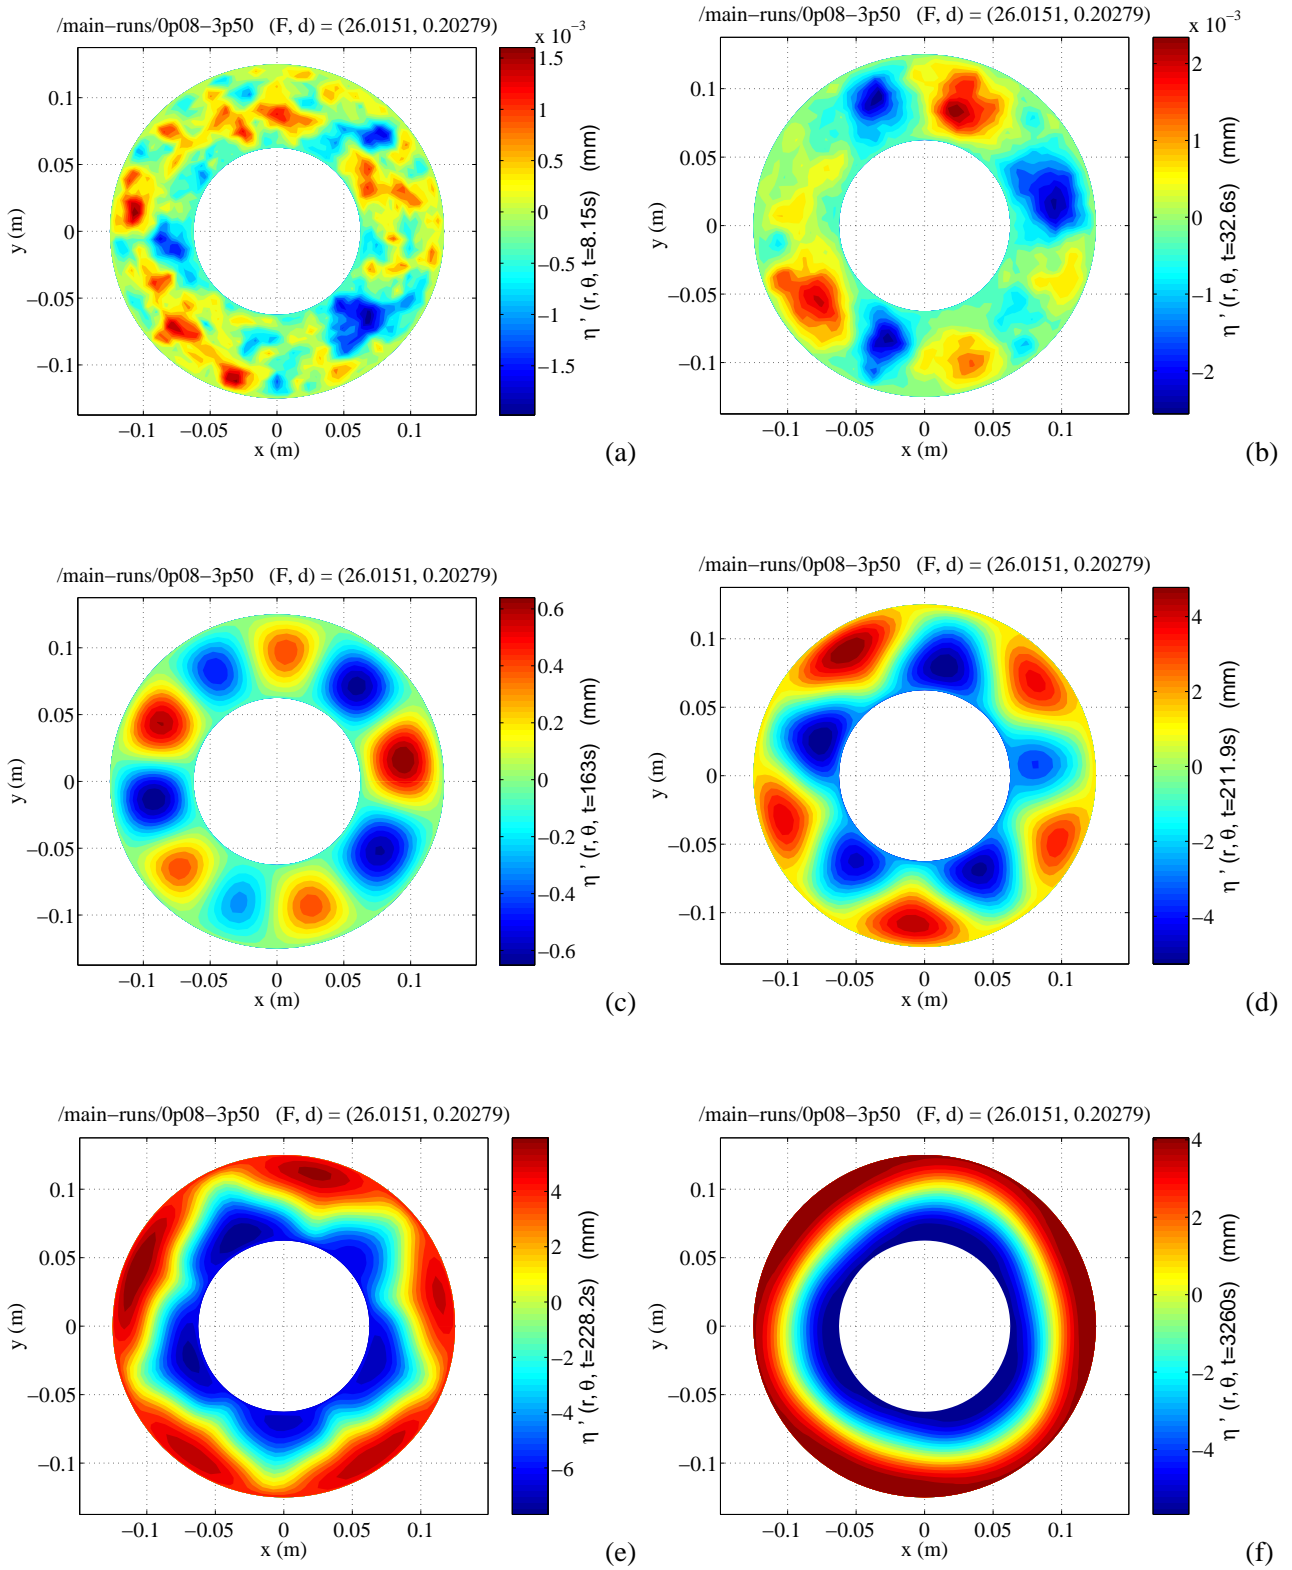 /main−runs/0p08−3p50 (F, d) = (26.0151, 0.20279)
x 10−3
0.1
0.05
0
−0.05
−0.1
y (m)
−0.1 −0.05 0 0.05 0.1
x (m)
1.5
1
0.5
0
−0.5
−1
−1.5
η ’ (r, θ, t=8.15s) (mm)
(a)
/main−runs/0p08−3p50 (F, d) = (26.0151, 0.20279)
x 10−3
0.1
0.05
0
−0.05
−0.1
y (m)
−0.1 −0.05 0 0.05 0.1
x (m)
2
1
0
−1
−2
η ’ (r, θ, t=32.6s) (mm)
(b)
/main−runs/0p08−3p50 (F, d) = (26.0151, 0.20279)
0.1
0.05
0
−0.05
−0.1
y (m)
−0.1 −0.05 0 0.05 0.1
x (m)
0.6
0.4
0.2
0
−0.2
−0.4
−0.6
η ’ (r, θ, t=163s) (mm)
(c)
/main−runs/0p08−3p50 (F, d) = (26.0151, 0.20279)
0.1
0.05
0
−0.05
−0.1
y (m)
−0.1 −0.05 0 0.05 0.1
x (m)
4
2
0
−2
−4
η ’ (r, θ, t=211.9s) (mm)
(d)
/main−runs/0p08−3p50 (F, d) = (26.0151, 0.20279)
0.1
0.05
0
−0.05
−0.1
y (m)
−0.1 −0.05 0 0.05 0.1
x (m)
4
2
0
−2
−4
−6
η ’ (r, θ, t=228.2s) (mm)
(e)
/main−runs/0p08−3p50 (F, d) = (26.0151, 0.20279)
0.1
0.05
0
−0.05
−0.1
y (m)
−0.1 −0.05 0 0.05 0.1
x (m)
4
2
0
−2
−4
η ’ (r, θ, t=3260s) (mm)
(f)